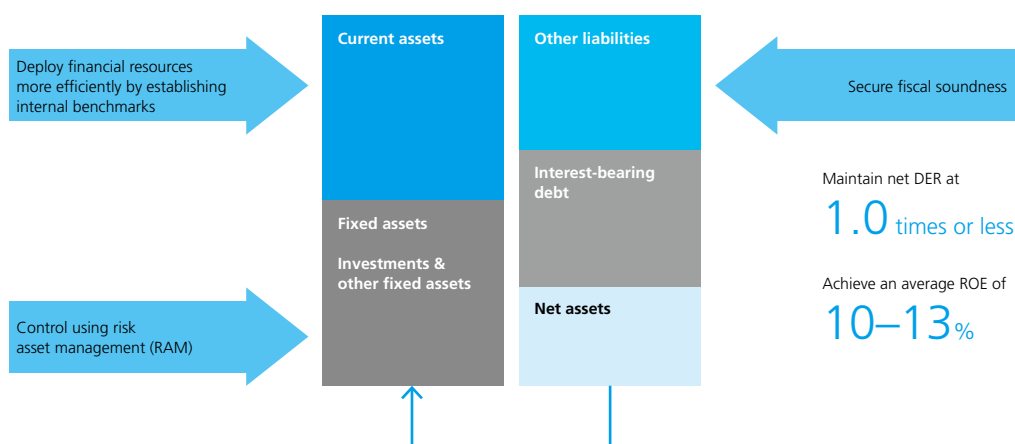 Deploy financial resources
more efficiently by establishing
internal benchmarks
Control using risk
asset management (RAM)
Current assets
Fixed assets
Investments &
other fixed assets
Other liabilities
Interest-bearing
debt
Net assets
Secure fiscal soundness
Maintain net DER at
1.0 times or less
Achieve an average ROE of
10–13%